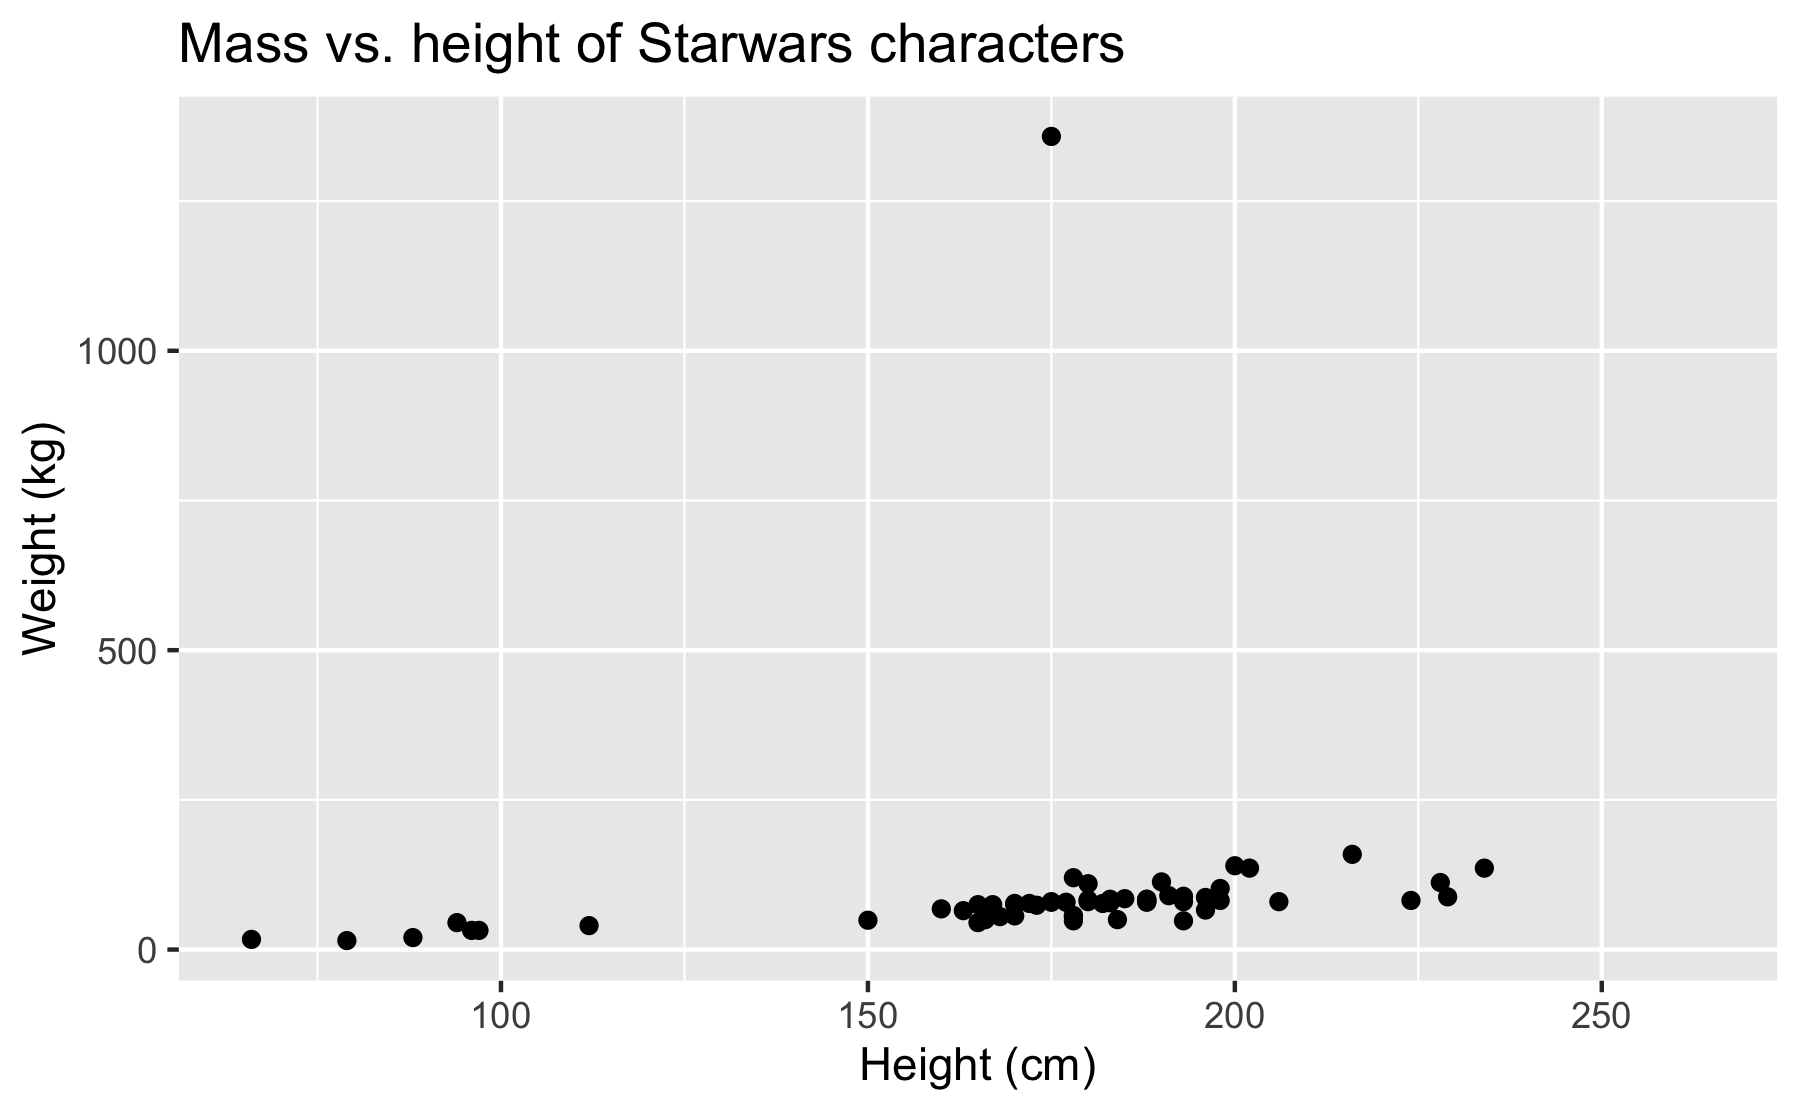 Mass vs. height of Starwars characters
Weight (kg)
1000
500
0
100 150 200 250
Height (cm)